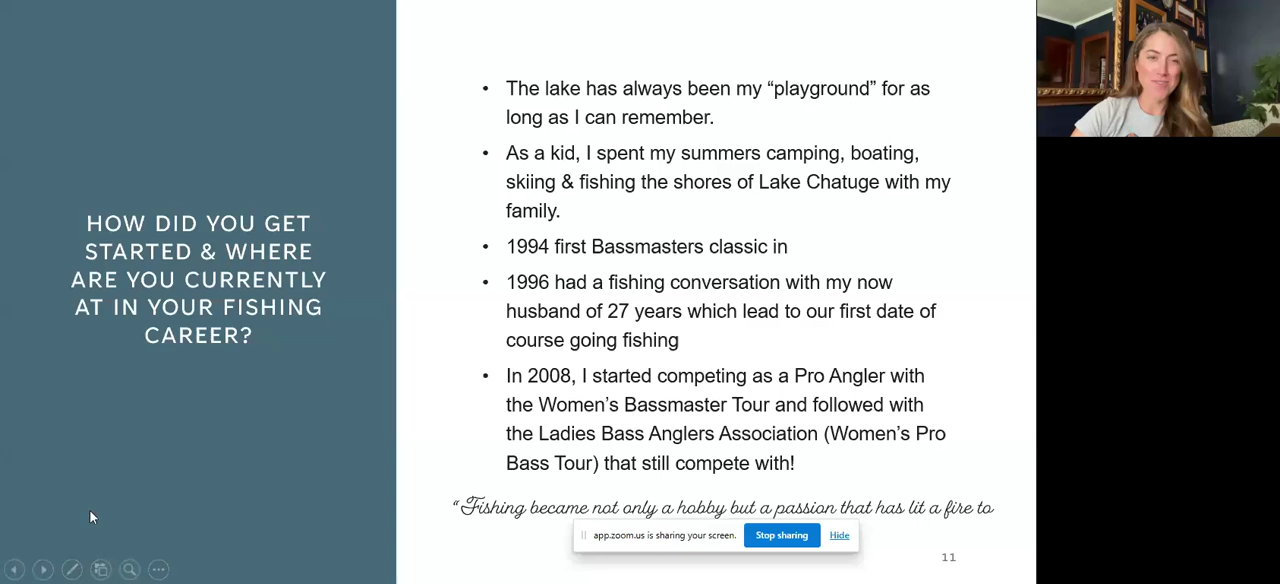 HOW DID YOU GET
STARTED & WHERE
ARE YOU CURRENTLY
AT IN YOUR FISHING
CAREER?
• The lake has always been my “playground” for as
long as I can remember.
• As a kid, I spent my summers camping, boating,
skiing & fishing the shores of Lake Chatuge with my
family.
• 1994 first Bassmasters classic in
• 1996 had a fishing conversation with my now
husband of 27 years which lead to our first date of
course going fishing
• In 2008, I started competing as a Pro Angler with
the Women’s Bassmaster Tour and followed with
the Ladies Bass Anglers Association (Women’s Pro
Bass Tour) that still compete with!
“Fishing became not only a hobby but a passion that has lit a fire to
app.zoom.us is sharing your screen. Stop sharing Hide
11